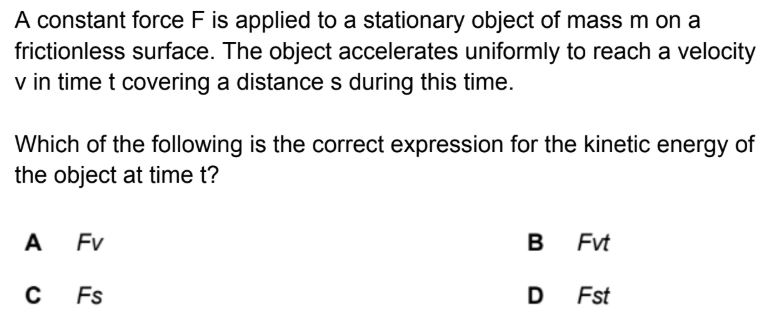 A constant force F is applied to a stationary object of mass m on a
frictionless surface. The object accelerates uniformly to reach a velocity
v in time t covering a distance s during this time.
Which of the following is the correct expression for the kinetic energy of
the object at time t?
A Fv B Fvt
C Fs D Fst